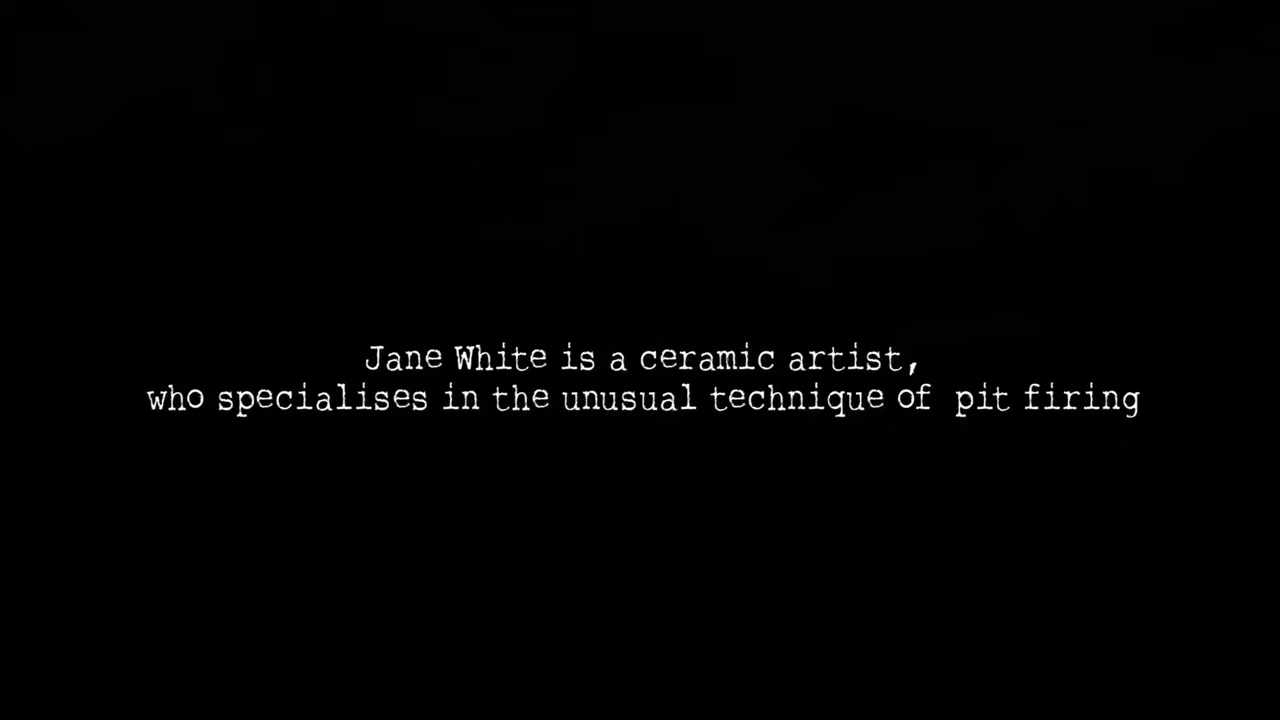 Jane White is a ceramic artist,
who specialises in the unusual technique of pit firing